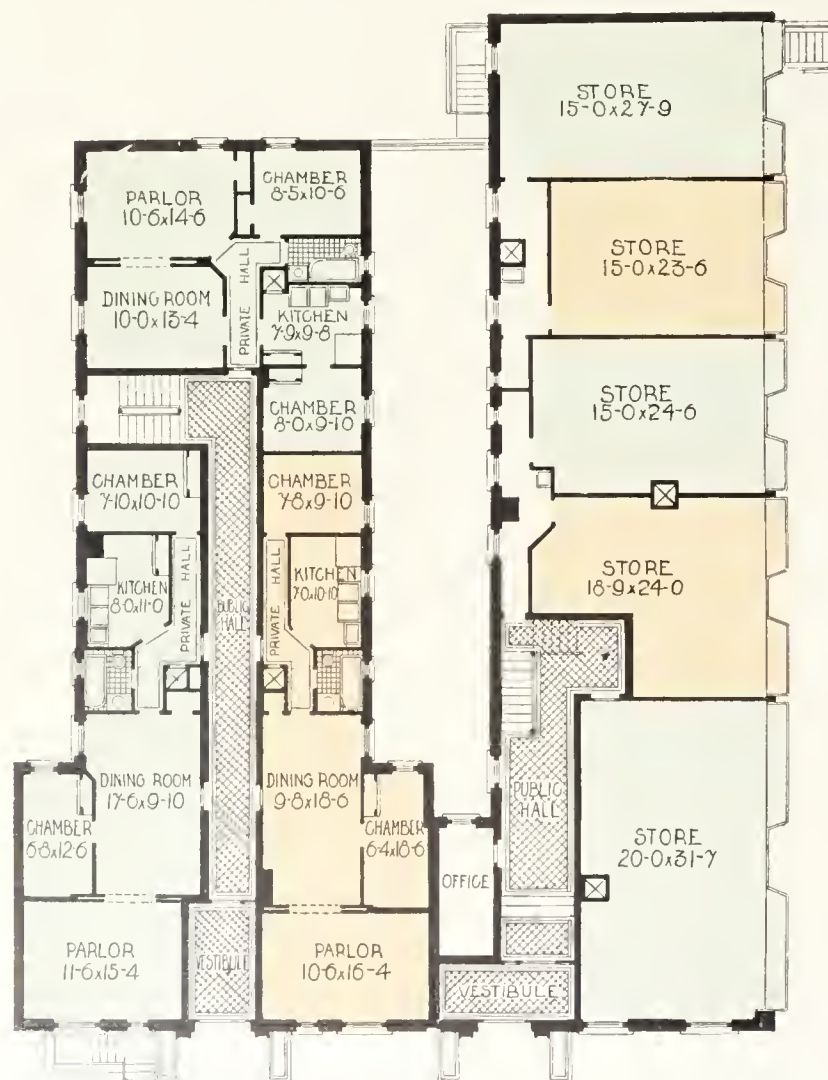 STORE
15-0x27-9
PARLOR
10-6x14-6
CHAMBER
8-5x10-6
STORE
15-0x23-6
DINING ROOM
10-0x13-4
PRIVATE HALL
KITCHEN
7-9x9-8
CHAMBER
8-0x9-10
STORE
15-0x24-6
CHAMBER
7-10x10-10
CHAMBER
7-8x9-10
KITCHEN
8-0x11-0
PRIVATE HALL
PUBLIC
HALL
PRIVATE HALL
KITCHEN
7-0x10-10
STORE
18-9x24-0
DINING ROOM
17-6x9-10
CHAMBER
6-8x12-6
DINING ROOM
9-8x18-6
CHAMBER
6-4x18-6
OFFICE
PUBLIC
HALL
STORE
20-0x31-7
PARLOR
11-6x15-4
VESTIBULE
PARLOR
10-6x16-4
VESTIBULE